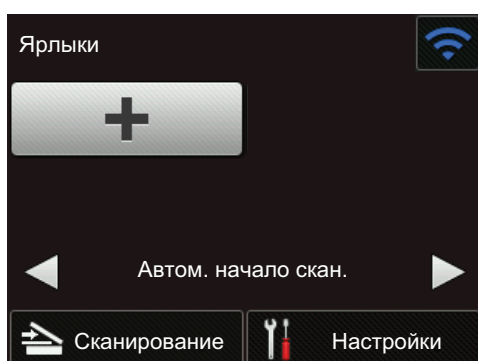 Ярлыки
Автом. начало скан.
Сканирование
Настройки